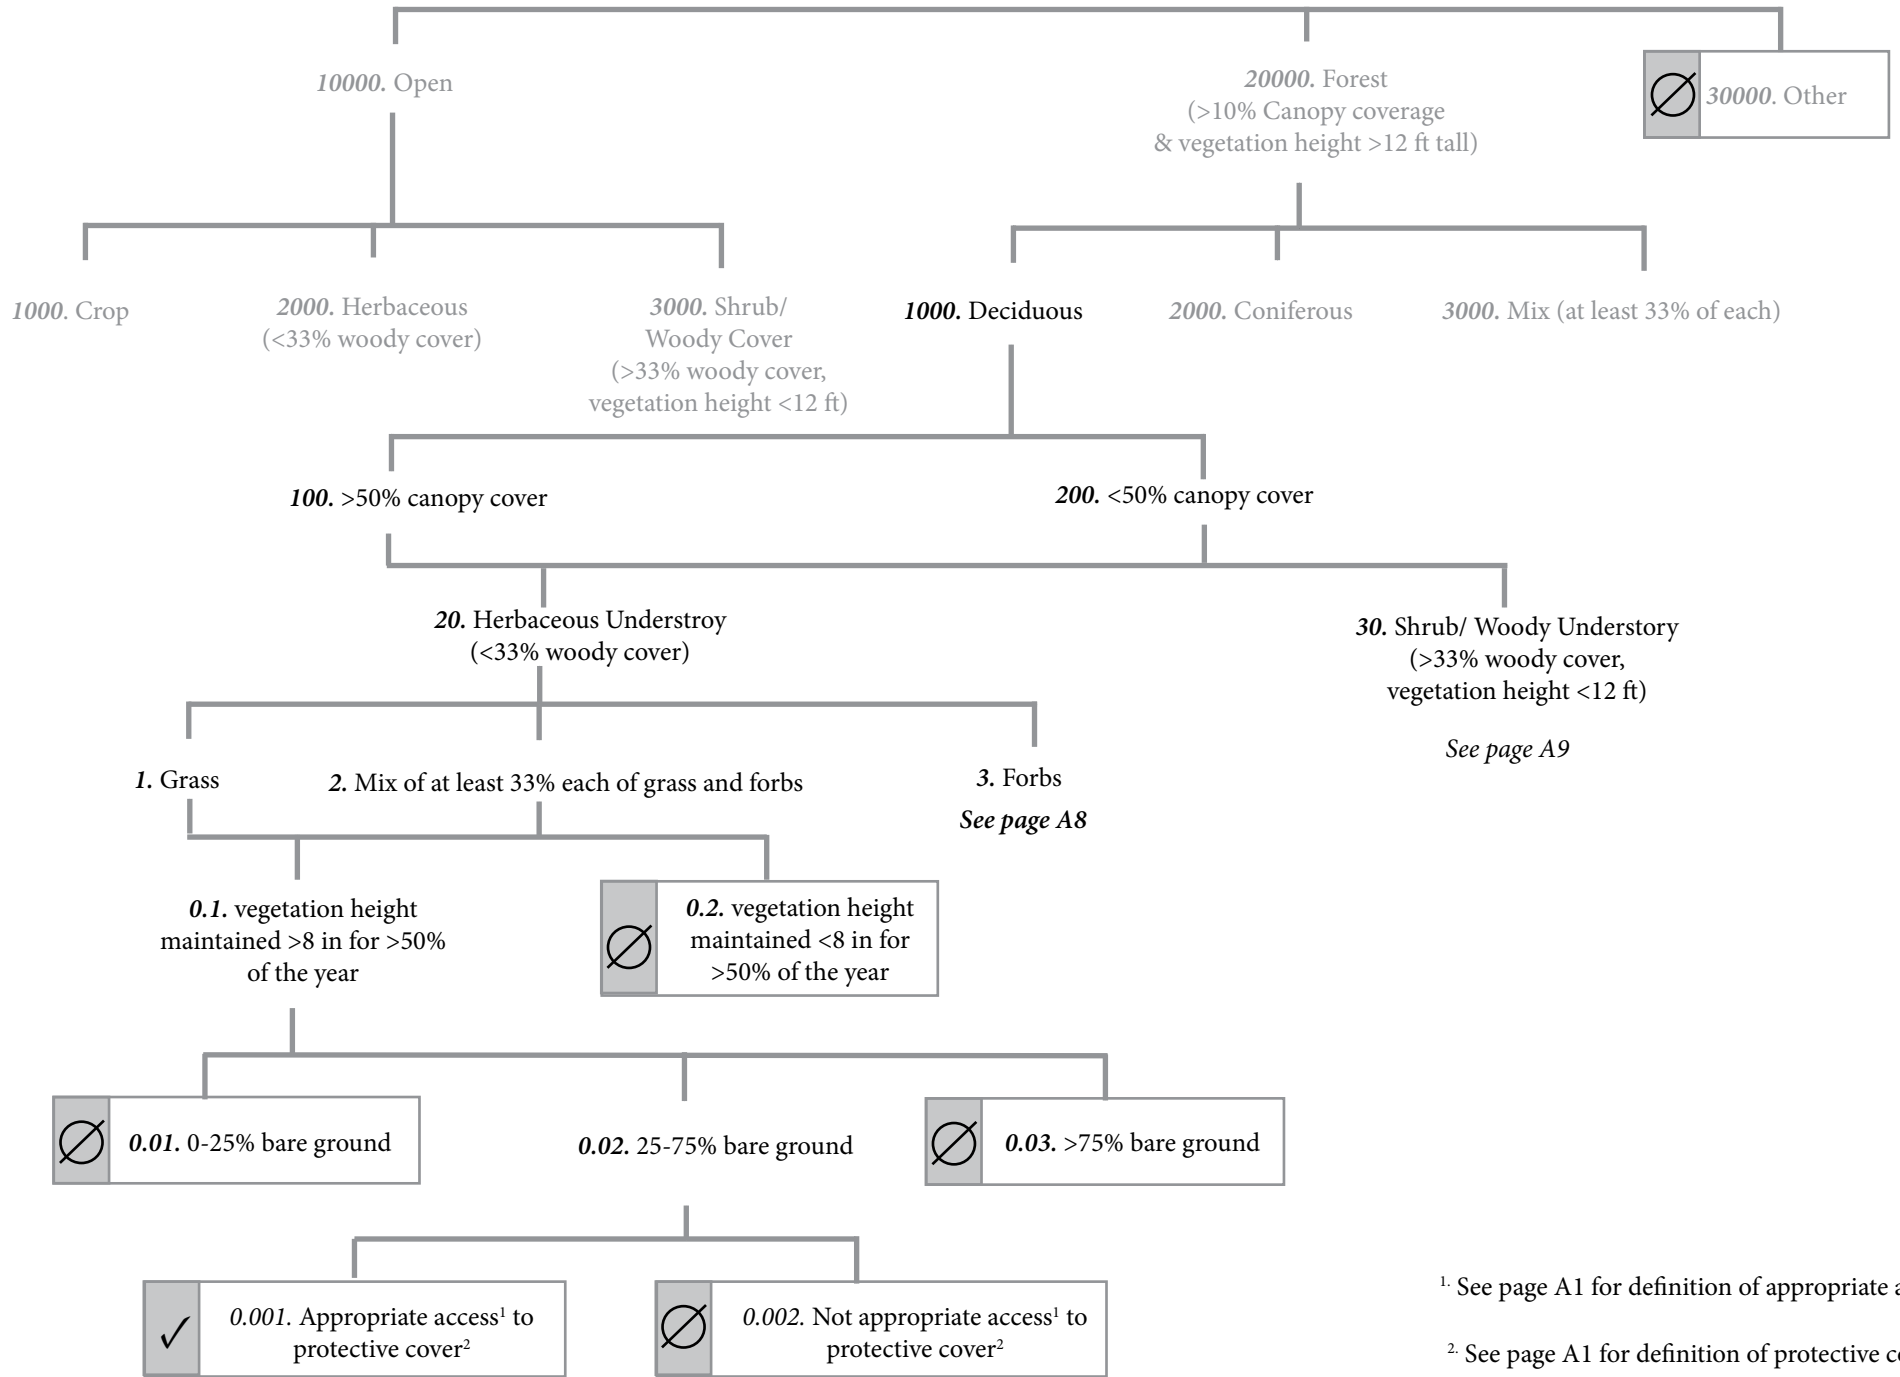 10000. Open
20000. Forest
(>10% Canopy coverage
& vegetation height >12 ft tall)
30000. Other
1000. Crop
2000. Herbaceous
(<33% woody cover)
3000. Shrub/
Woody Cover
(>33% woody cover,
vegetation height <12 ft)
1000. Deciduous
2000. Coniferous
3000. Mix (at least 33% of each)
100. >50% canopy cover
200. <50% canopy cover
20. Herbaceous Understroy
(<33% woody cover)
30. Shrub/ Woody Understory
(>33% woody cover,
vegetation height <12 ft)
See page A9
1. Grass
2. Mix of at least 33% each of grass and forbs
3. Forbs
See page A8
0.1. vegetation height
maintained >8 in for >50%
of the year
0.2. vegetation height
maintained <8 in for
>50% of the year
0.01. 0-25% bare ground
0.02. 25-75% bare ground
0.03. >75% bare ground
✓
0.001. Appropriate access¹ to
protective cover²
0.002. Not appropriate access¹ to
protective cover²
¹· See page A1 for definition of appropriate
²· See page A1 for definition of protective